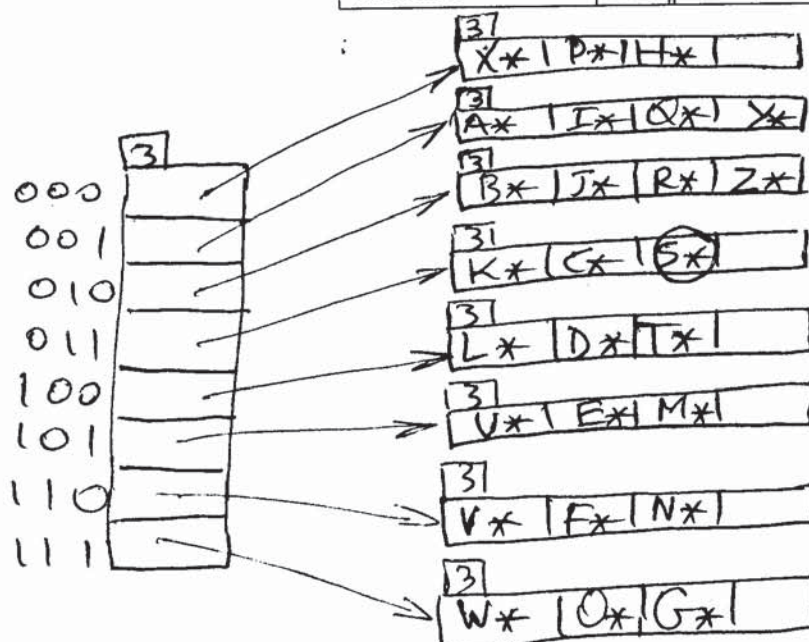 3
X* P* H*
3
A* I* Q* Y*
3
B* J* R* Z*
3
K* C* S*
3
L* D* T*
3
U* E* M*
3
V* F* N*
3
W* O* G*
3
000
001
010
011
100
101
110
111